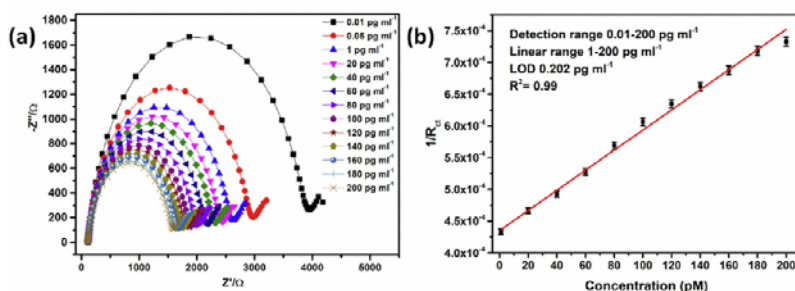 (a)
-Z''/Ω
1800
1600
1400
1200
1000
800
600
400
200
0
0
1000
2000
3000
4000
5000
6000
Z'/Ω
0.01 pg ml⁻¹
0.05 pg ml⁻¹
1 pg ml⁻¹
20 pg ml⁻¹
40 pg ml⁻¹
60 pg ml⁻¹
80 pg ml⁻¹
100 pg ml⁻¹
120 pg ml⁻¹
140 pg ml⁻¹
160 pg ml⁻¹
180 pg ml⁻¹
200 pg ml⁻¹
(b)
1/Rct
7.5x10⁻⁴
7.0x10⁻⁴
6.5x10⁻⁴
6.0x10⁻⁴
5.5x10⁻⁴
5.0x10⁻⁴
4.5x10⁻⁴
4.0x10⁻⁴
Detection range 0.01-200 pg ml⁻¹
Linear range 1-200 pg ml⁻¹
LOD 0.202 pg ml⁻¹
R²= 0.99
0 20 40 60 80 100 120 140 160 180 200
Concentration (pM)